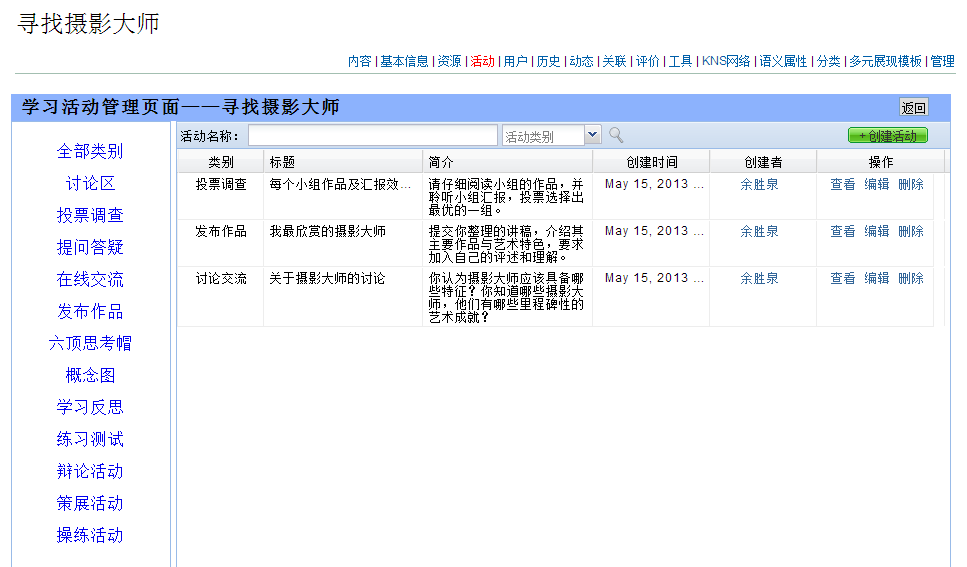 寻找摄影大师
内容 | 基本信息 | 资源 | 活动 | 用户 | 历史 | 动态 | 关联 | 评价 | 工具 | KNS网络 | 语义属性 | 分类 | 多元展现模板 | 管理
学习活动管理页面——寻找摄影大师 返回
全部类别
讨论区
投票调查
提问答疑
在线交流
发布作品
六顶思考帽
概念图
学习反思
练习测试
辩论活动
策展活动
操练活动
活动名称： 活动类别 +创建活动
类别 标题 简介 创建时间 创建者 操作
投票调查 每个小组作品及汇报效... 请仔细阅读小组的作品，并 May 15, 2013 ... 余胜泉 查看 编辑 删除
聆听小组汇报，投票选择出
最优的一组。
发布作品 我最欣赏的摄影大师 提交你整理的讲稿，介绍其 May 15, 2013 ... 余胜泉 查看 编辑 删除
主要作品与艺术特色，要求
加入自己的评述和理解。
讨论交流 关于摄影大师的讨论 你认为摄影大师应该具备哪 May 15, 2013 ... 余胜泉 查看 编辑 删除
些特征？你知道哪些摄影大
师，他们有哪些里程碑性的
艺术成就？